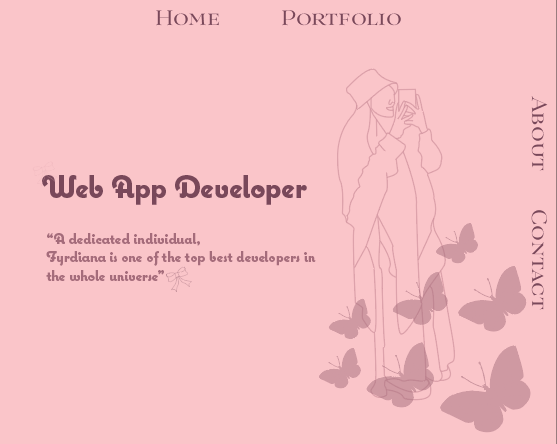 Home Portfolio
About
Contact
Web App Developer
“A dedicated individual,
Fyrdiana is one of the top best developers in
the whole universe”